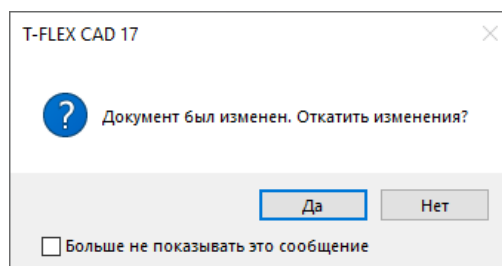 T-FLEX CAD 17
Документ был изменен. Откатить изменения?
Да
Нет
Больше не показывать это сообщение